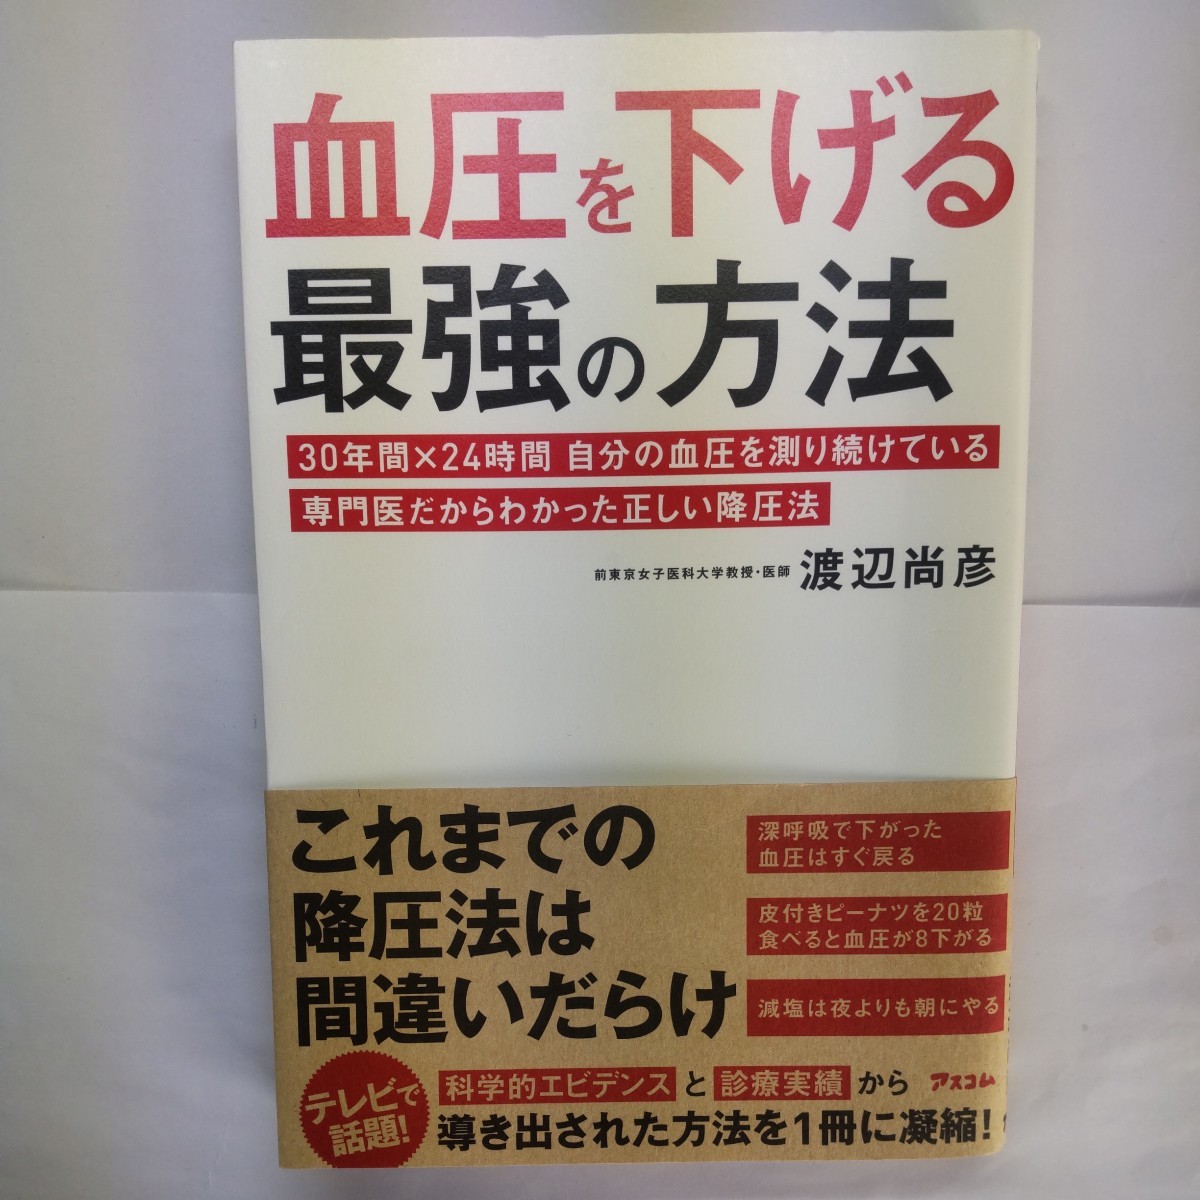 血圧を下げる
最強の方法
30年間×24時間 自分の血圧を測り続けている
専門医だからわかった正しい降圧法
前東京女子医科大学教授・医師 渡辺尚彦
これまでの
降圧法は
間違いだらけ
深呼吸で下がった
血圧はすぐ戻る
皮付きピーナツを20粒
食べると血圧が8下がる
減塩は夜よりも朝にやる
テレビで
話題!
科学的エビデンスと診療実績から
導き出された方法を1冊に凝縮!
アスコム